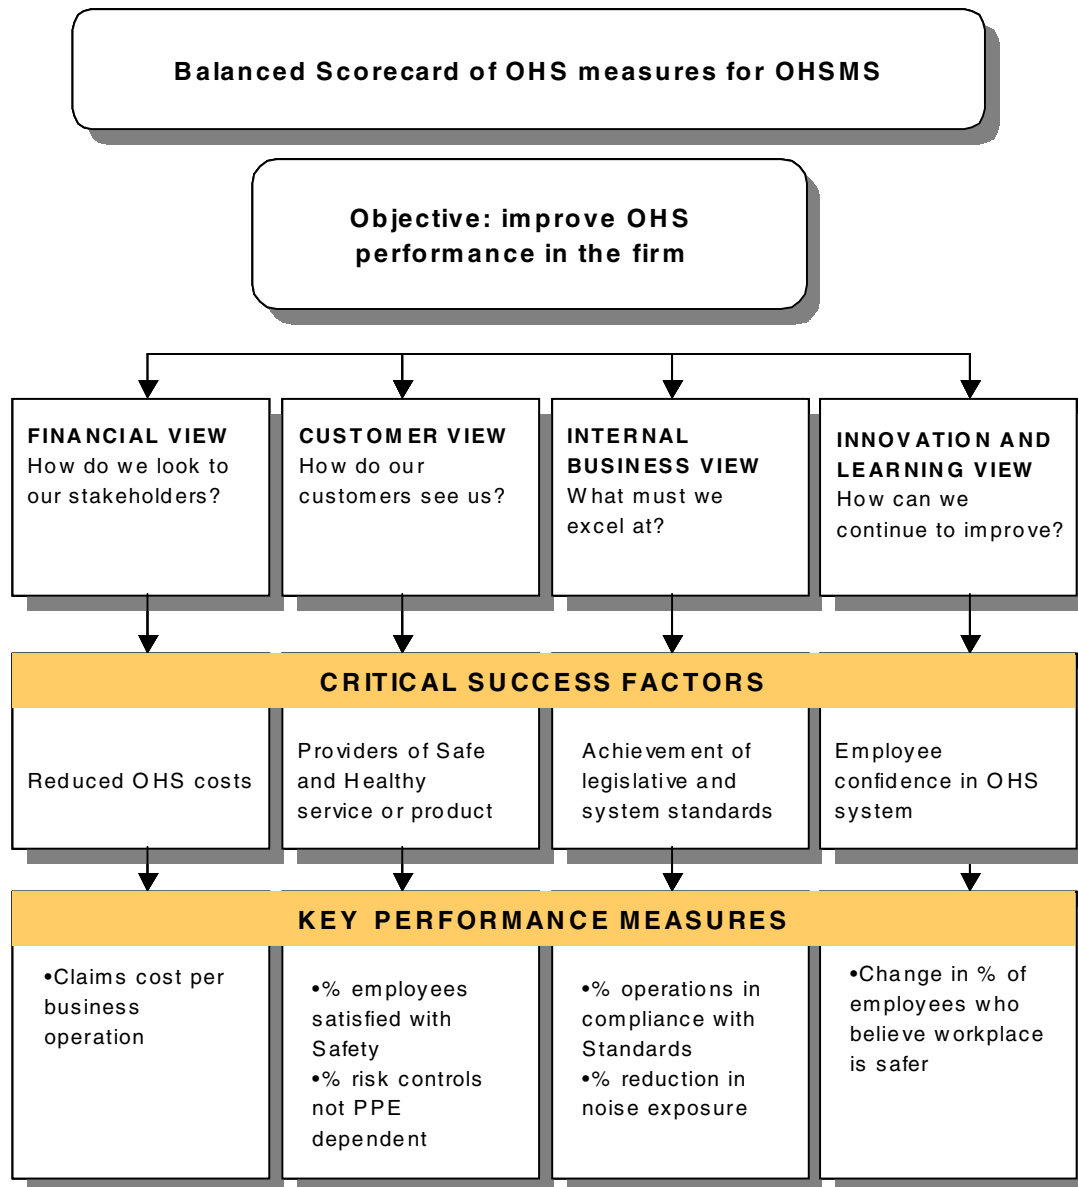 Balanced Scorecard of OHS measures for OHSMS
Objective: improve OHS
performance in the firm
FINANCIAL VIEW
How do we look to
our stakeholders?
CUSTOMER VIEW
How do our
customers see us?
INTERNAL
BUSINESS VIEW
What must we
excel at?
INNOVATION AND
LEARNING VIEW
How can we
continue to improve?
CRITICAL SUCCESS FACTORS
Reduced OHS costs
Providers of Safe
and Healthy
service or product
Achievement of
legislative and
system standards
Employee
confidence in OHS
system
KEY PERFORMANCE MEASURES
•Claims cost per
business
operation
•% employees
satisfied with
Safety
•% risk controls
not PPE
dependent
•% operations in
compliance with
Standards
•% reduction in
noise exposure
•Change in % of
employees who
believe workplace
is safer